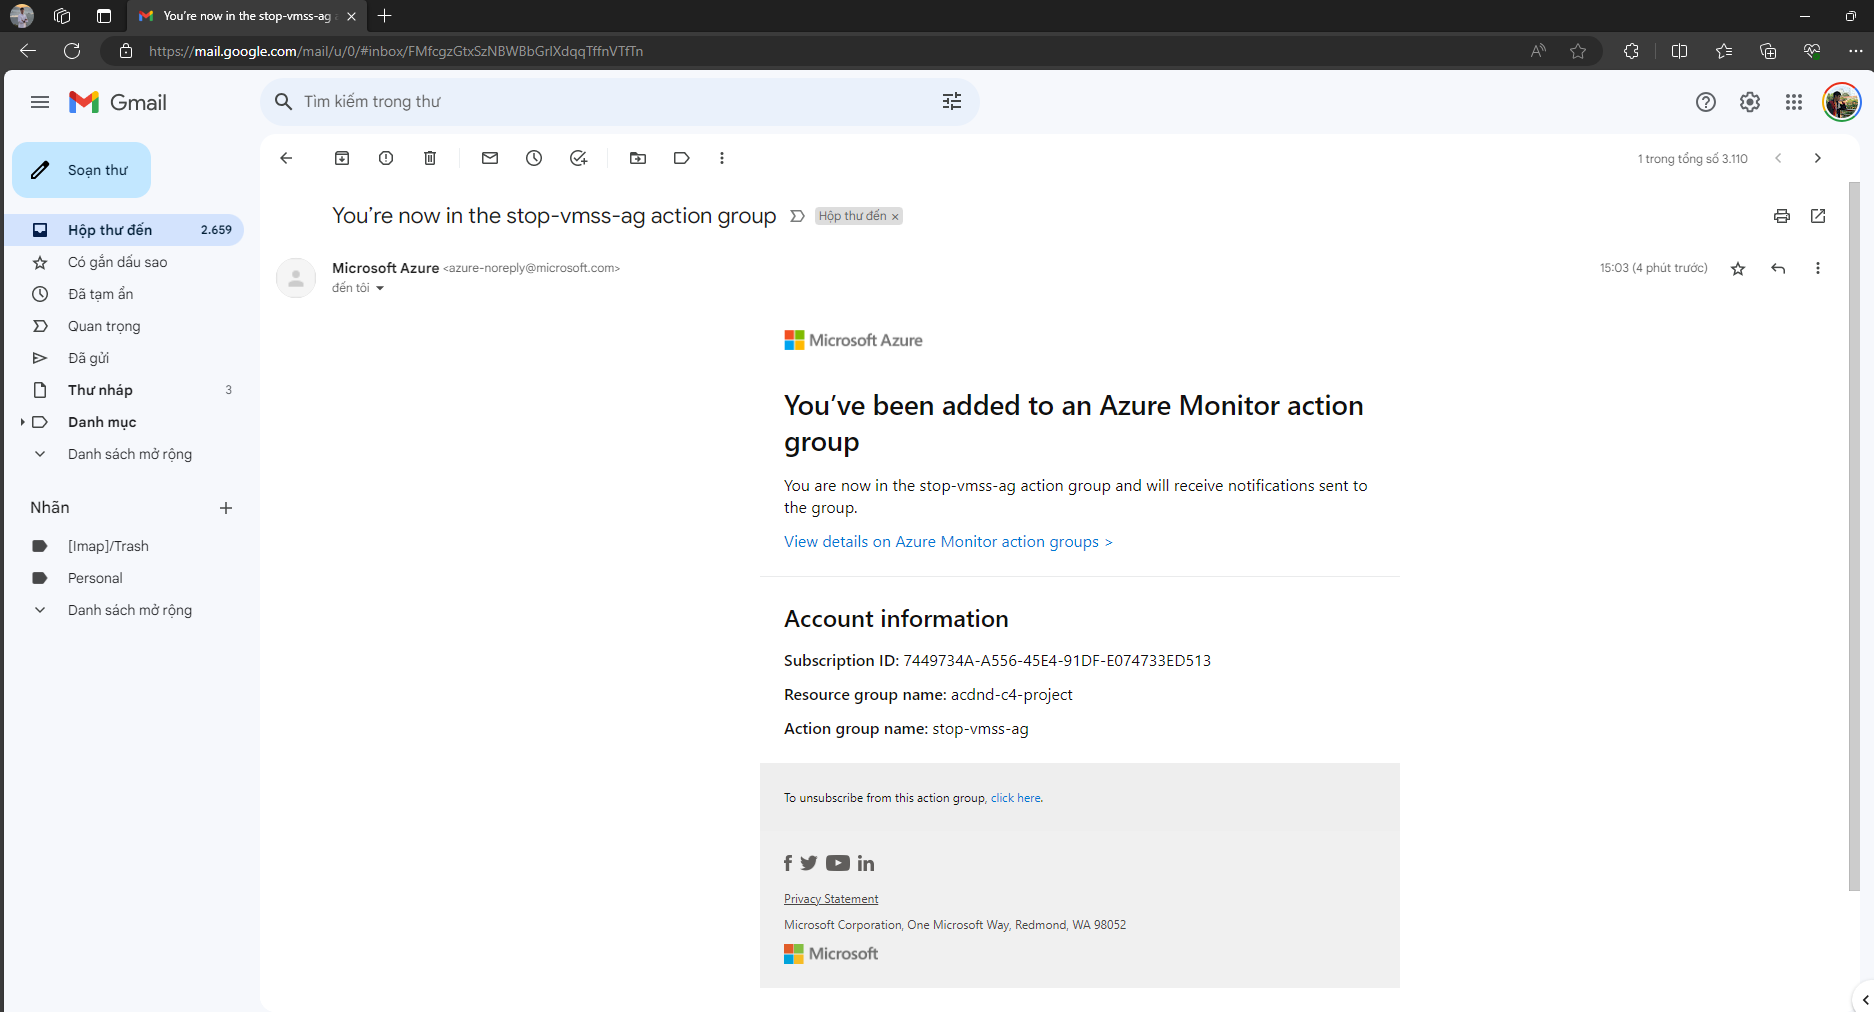 You're now in the stop-vmss-ag a
https://mail.google.com/mail/u/0/#inbox/FMfcgzGtxSzNBWBbGrlXdqqTffnVTfTn
Gmail
Tìm kiếm trong thư
Soạn thư
1 trong tổng số 3.110
You're now in the stop-vmss-ag action group
Hộp thư đến ×
Hộp thư đến 2.659
Có gắn dấu sao
Đã tạm ẩn
Quan trọng
Đã gửi
Thư nháp 3
Danh mục
Danh sách mở rộng
Nhãn
[Imap]/Trash
Personal
Danh sách mở rộng
Microsoft Azure <azure-noreply@microsoft.com>
15:03 (4 phút trước)
đến tôi
Microsoft Azure
You've been added to an Azure Monitor action
group
You are now in the stop-vmss-ag action group and will receive notifications sent to
the group.
View details on Azure Monitor action groups >
Account information
Subscription ID: 7449734A-A556-45E4-91DF-E074733ED513
Resource group name: acdnd-c4-project
Action group name: stop-vmss-ag
To unsubscribe from this action group, click here.
Privacy Statement
Microsoft Corporation, One Microsoft Way, Redmond, WA 98052
Microsoft